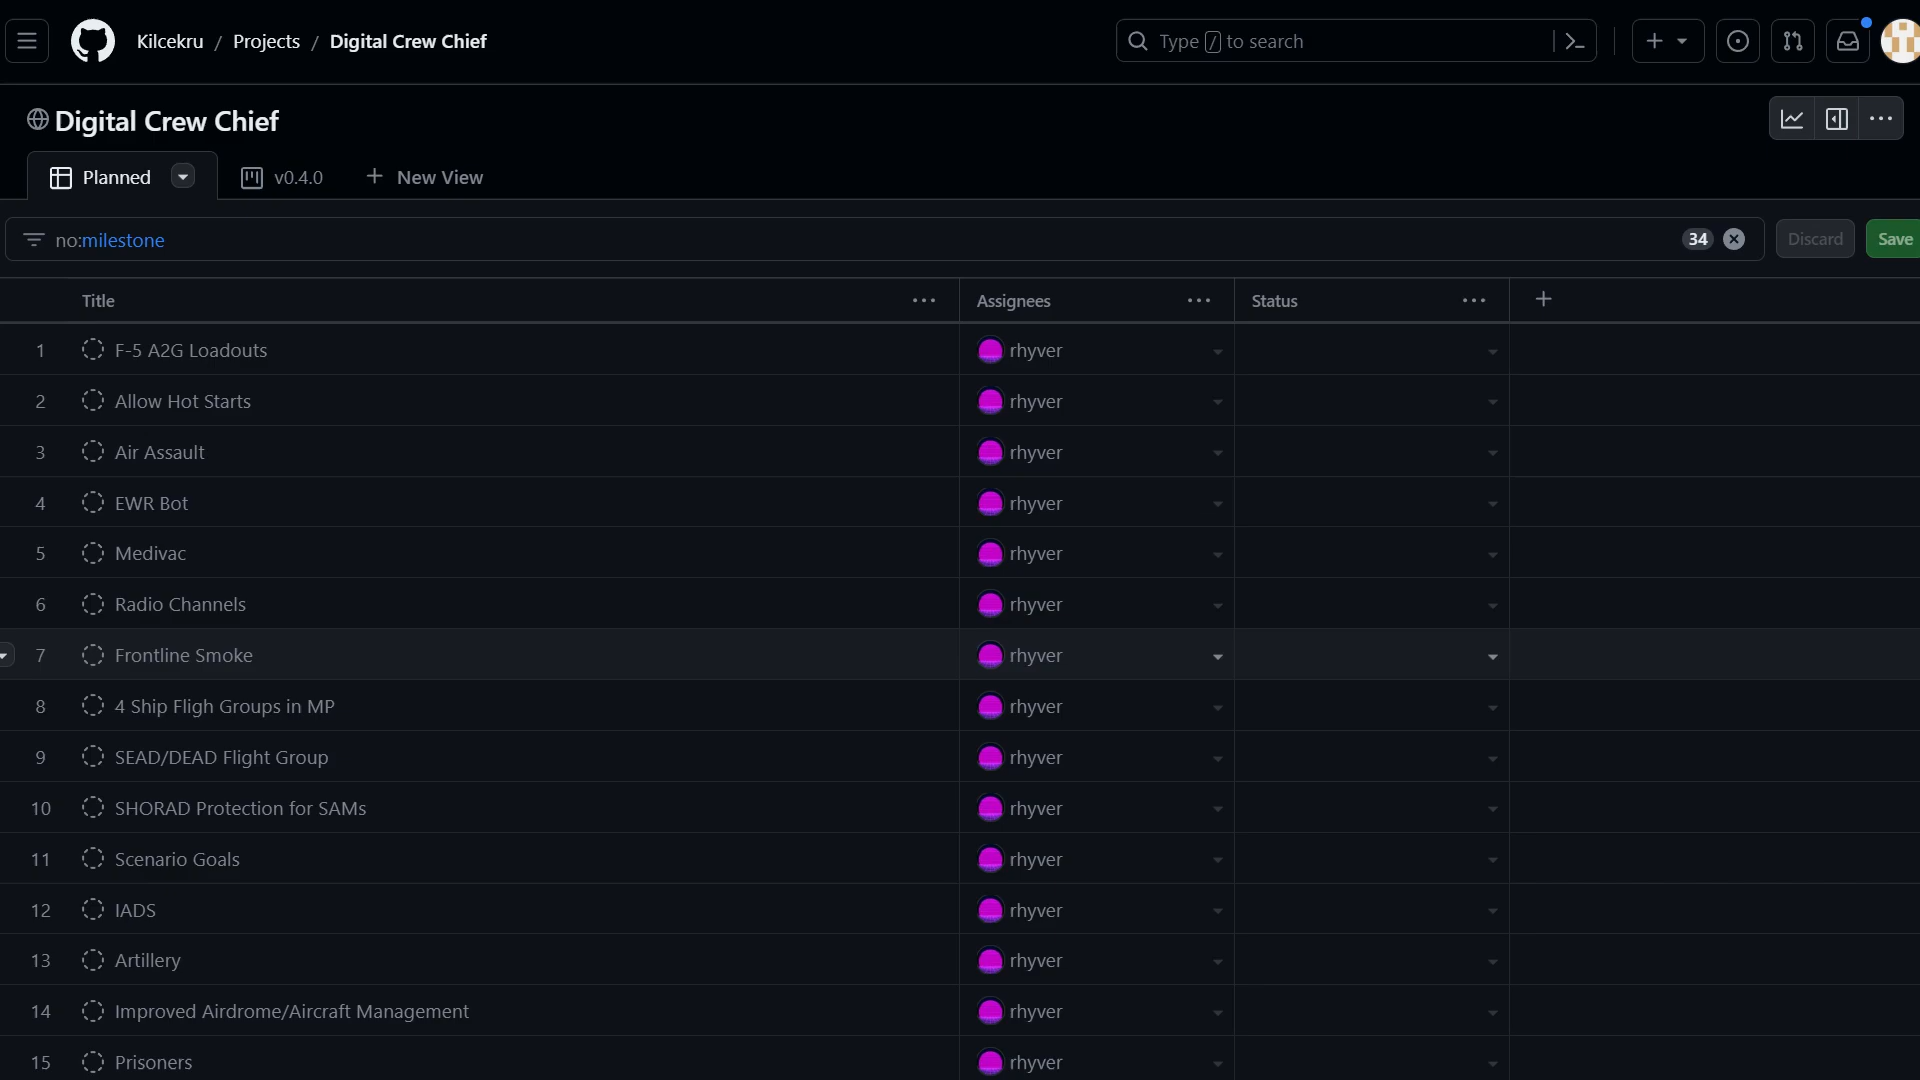 Kilcekru / Projects / Digital Crew Chief
Type / to search
Digital Crew Chief
Planned
v0.4.0
New View
no:milestone
34
Discard
Save
Title
Assignees
Status
1 F-5 A2G Loadouts rhyver
2 Allow Hot Starts rhyver
3 Air Assault rhyver
4 EWR Bot rhyver
5 Medivac rhyver
6 Radio Channels rhyver
7 Frontline Smoke rhyver
8 4 Ship Fligh Groups in MP rhyver
9 SEAD/DEAD Flight Group rhyver
10 SHORAD Protection for SAMs rhyver
11 Scenario Goals rhyver
12 IADS rhyver
13 Artillery rhyver
14 Improved Airdrome/Aircraft Management rhyver
15 Prisoners rhyver